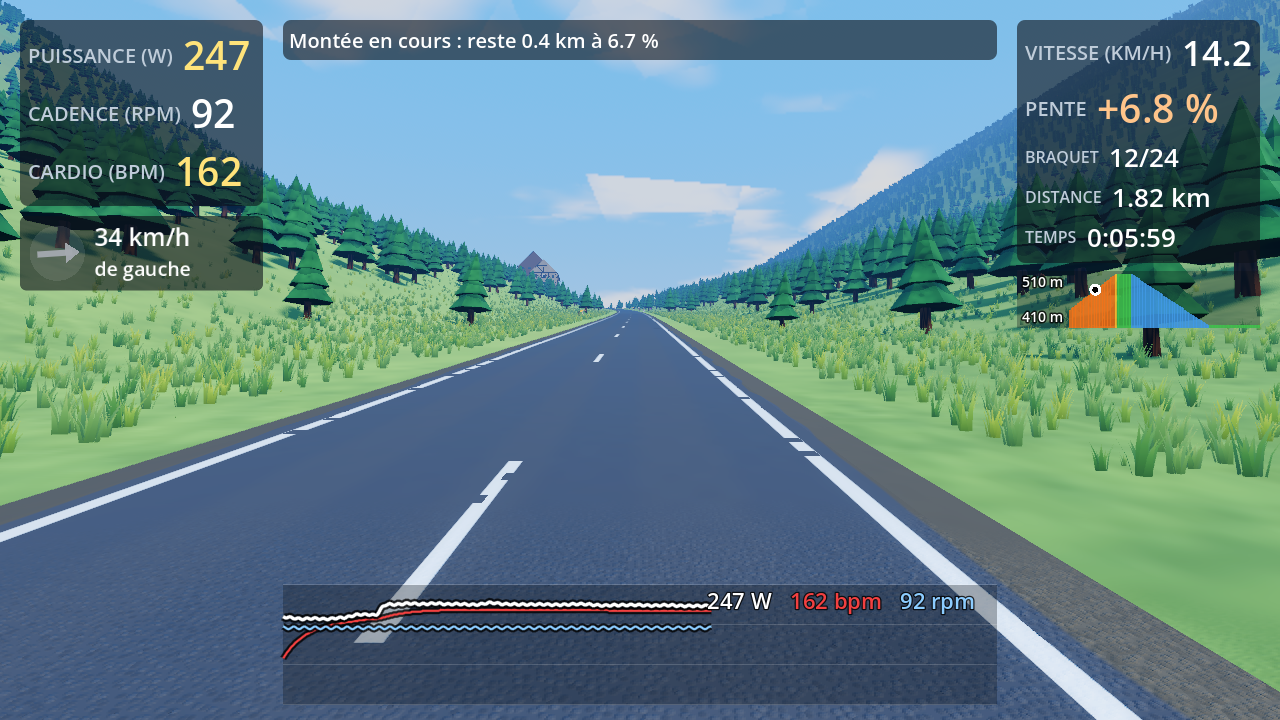 PUISSANCE (W) 247
CADENCE (RPM) 92
CARDIO (BPM) 162
34 km/h
de gauche
Montée en cours : reste 0.4 km à 6.7 %
VITESSE (KM/H) 14.2
PENTE +6.8 %
BRAQUET 12/24
DISTANCE 1.82 km
TEMPS 0:05:59
510 m
410 m
247 W 162 bpm 92 rpm